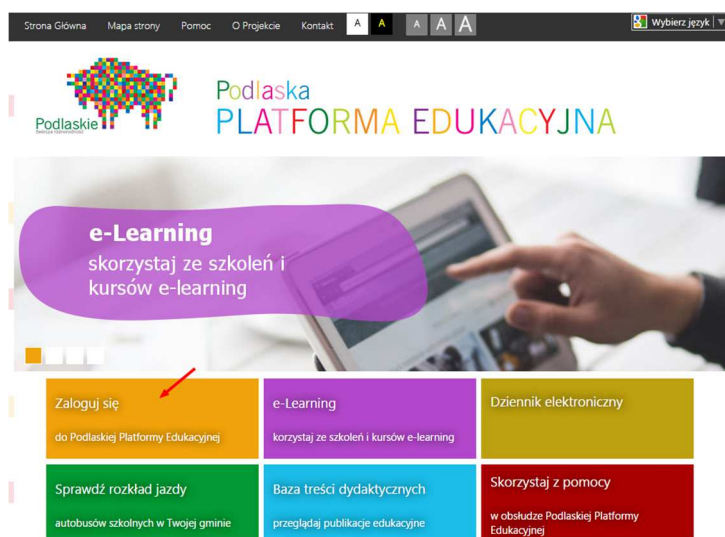 Strona Główna Mapa strony Pomoc O Projekcie Kontakt A A A A A Wybierz język
Podlaskie
Podlaska
PLATFORMA EDUKACYJNA
e-Learning
skorzystaj ze szkoleń i
kursów e-learning
Zaloguj się
do Podlaskiej Platformy Edukacyjnej
e-Learning
korzystaj ze szkoleń i kursów e-learning
Dziennik elektroniczny
Sprawdź rozkład jazdy
autobusów szkolnych w Twojej gminie
Baza treści dydaktycznych
przeglądaj publikacje edukacyjne
Skorzystaj z pomocy
w obsłudze Podlaskiej Platformy
Edukacyjnej